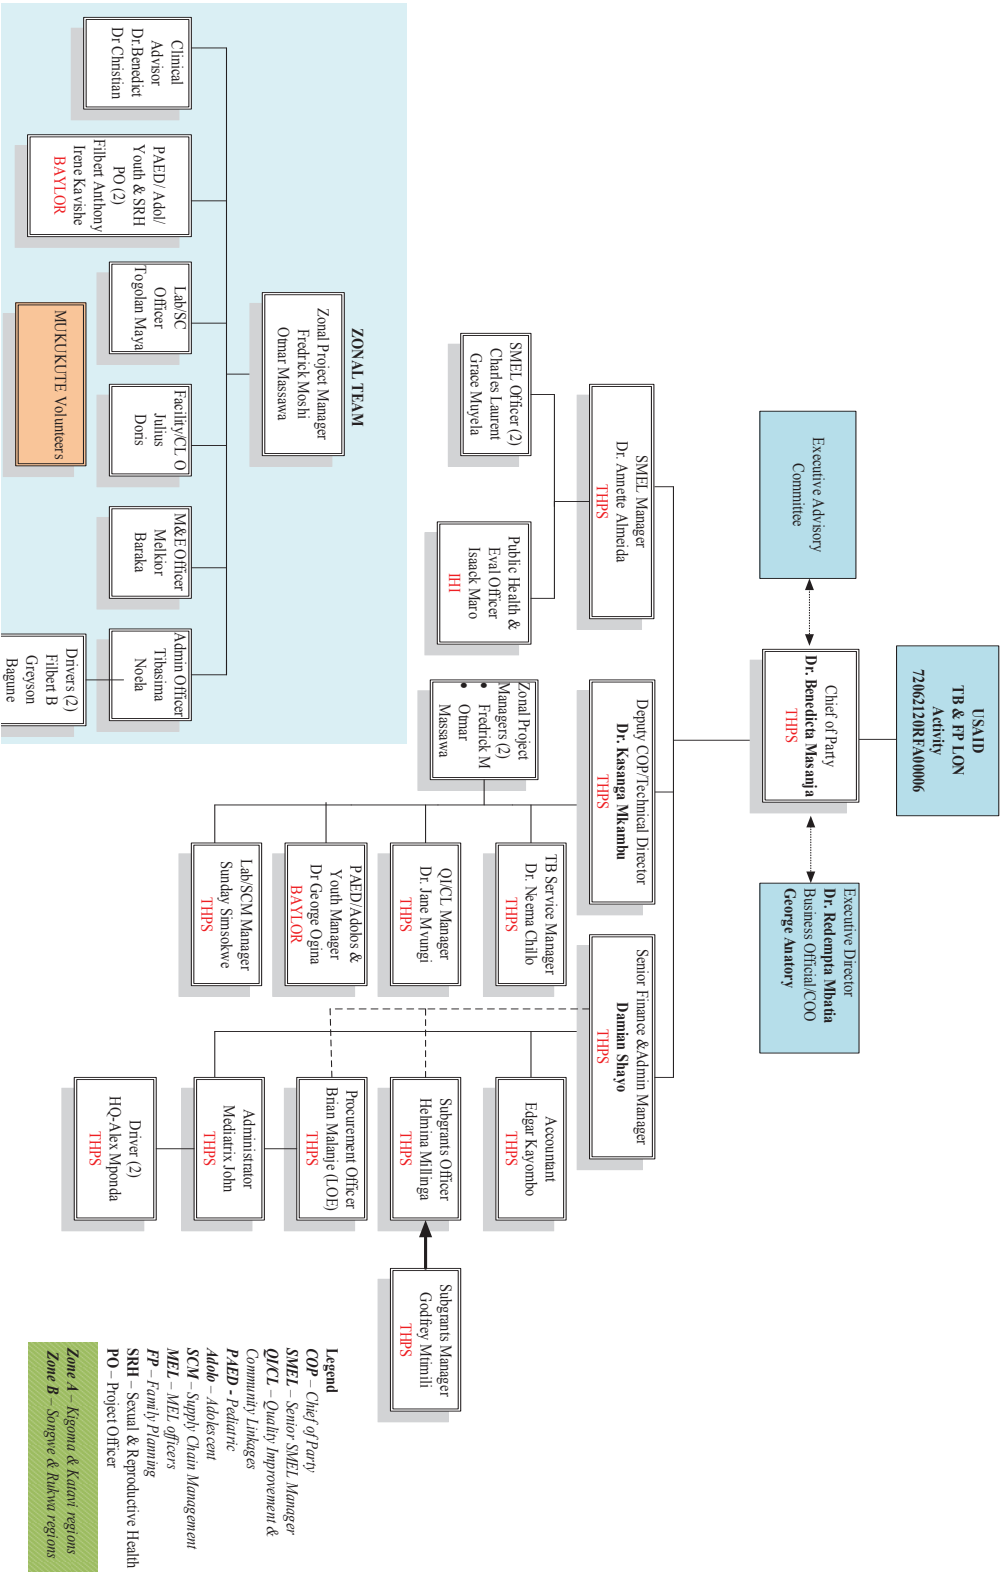 USAID
TB & FP LON
72062120RFA00006
Activity
Executive Advisory
Committee
Chief of Party
Dr. Benedicta Masanja
THPS
Executive Director
Dr. Redempta Mbatia
Business Official/COO
George Anatory
SMEL Manager
Dr. Annette Almeida
THPS
Deputy COP/Technical Director
Dr. Kasanga Mkambu
THPS
Senior Finance &Admin Manager
Damian Shayo
THPS
SMEL Officer (2)
Charles Laurent
Grace Muyela
Public Health &
Eval Officer
Isaack Maro
IHI
Zonal Project
Managers (2)
• Fredrick M
• Otmar
Massawa
TB Service Manager
Dr. Neema Chillo
THPS
QI/CL Manager
Dr. Jane Mvungi
THPS
PAED/Adolos &
Youth Manager
Dr George Ogina
BAYLOR
Lab/SCM Manager
Sunday Simsokwe
THPS
Accountant
Edgar Kayombo
THPS
Subgrants Officer
Helmina Millinga
THPS
Subgrants Manager
Godfrey Mtimili
THPS
Procurement Officer
Brian Malanje (LOE)
THPS
Administrator
Mediatrix John
THPS
Driver (2)
HQ-Alex Mponda
THPS
ZONAL TEAM
Zonal Project Manager
Fredrick Moshi
Otmar Massawa
Clinical
Advisor
Dr.Benedict
Dr Christian
PAED/ Adol/
Youth & SRH
PO (2)
Filbert Anthony
Irene Kavishe
BAYLOR
Lab/SC
Officer
Togolan Maya
Facility/CL O
Julius
Doris
M&E Officer
Melkior
Baraka
Admin Officer
Tibasima
Noela
MUKUKUTE Volunteers
Drivers (2)
Filbert B
Greyson
Bagune
Legend
COP – Chief of Party
SMEL – Senior SMEL Manager
QI/CL – Quality Improvement &
Community Linkages
PAED - Pediatric
Adolo – Adolescent
SCM – Supply Chain Management
MEL – MEL officers
FP – Family Planning
SRH – Sexual & Reproductive Health
PO – Project Officer
Zone A – Kigoma & Katavi regions
Zone B – Songwe & Rukwa regions